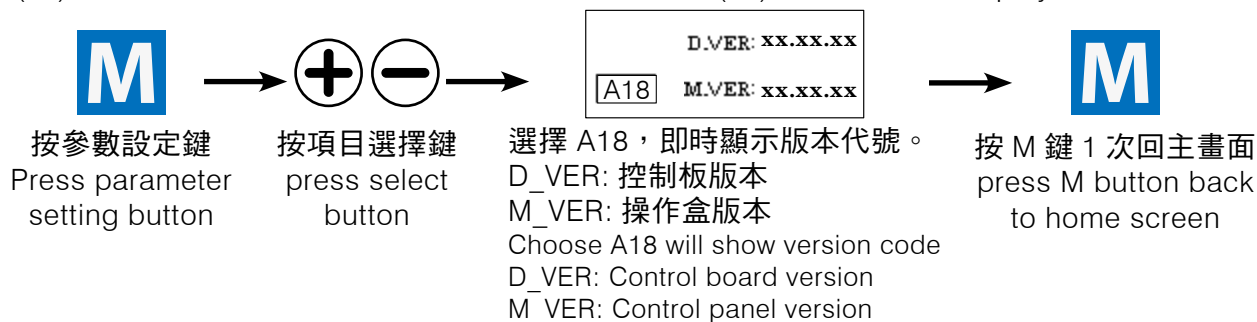 M
按參數設定鍵
Press parameter
setting button
按項目選擇鍵
press select
button
D.VER: xx.xx.xx
A18 M.VER: xx.xx.xx
選擇 A18，即時顯示版本代號。
D_VER: 控制板版本
M_VER: 操作盒版本
Choose A18 will show version code
D_VER: Control board version
M_VER: Control panel version
M
按 M 鍵 1 次回主畫面
press M button back
to home screen